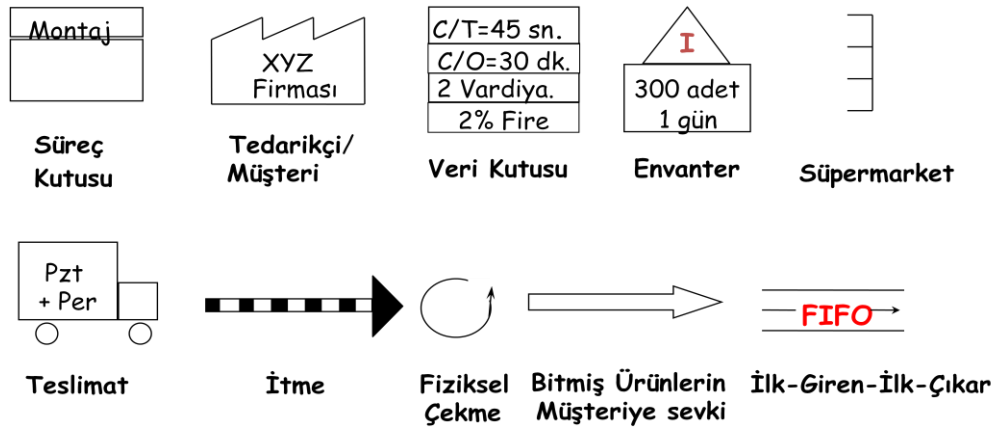 Montaj
Süreç
Kutusu
XYZ
Firması
Tedarikçi/
Müşteri
C/T=45 sn.
C/O=30 dk.
2 Vardiya.
2% Fire
Veri Kutusu
I
300 adet
1 gün
Envanter
Süpermarket
Pzt
+ Per
Teslimat
İtme
Fiziksel
Çekme
Bitmiş Ürünlerin
Müşteriye sevki
FIFO
İlk-Giren-İlk-Çıkar